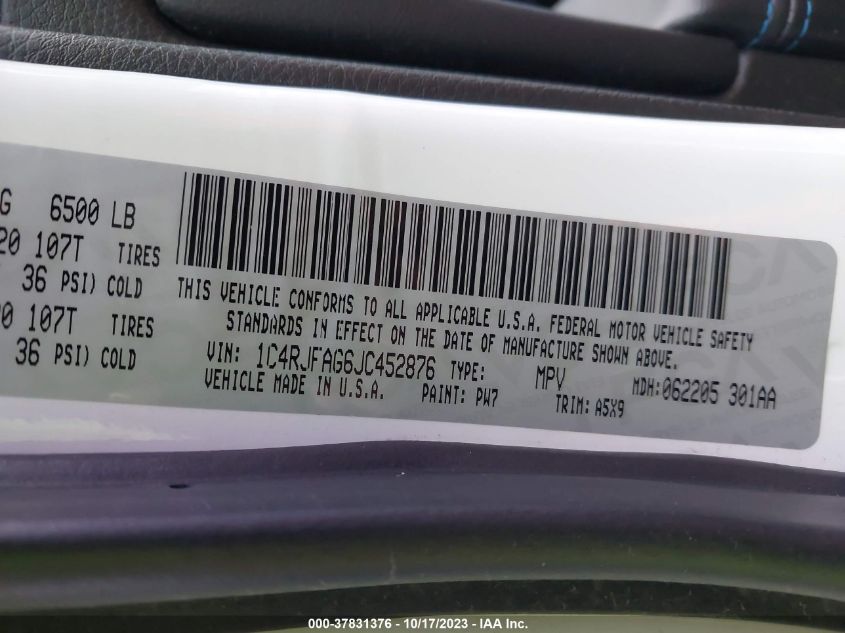 G 6500 LB
20 107T TIRES
36 PSI) COLD
20 107T TIRES
36 PSI) COLD
THIS VEHICLE CONFORMS TO ALL APPLICABLE U.S.A. FEDERAL MOTOR VEHICLE SAFETY
STANDARDS IN EFFECT ON THE DATE OF MANUFACTURE SHOWN ABOVE.
VIN: 1C4RJFAG6JC452876 TYPE: MPV MDH:062205 301AA
VEHICLE MADE IN U.S.A. PAINT: PW7 TRIM: A5X9
000-37831376 - 10/17/2023 - IAA Inc.